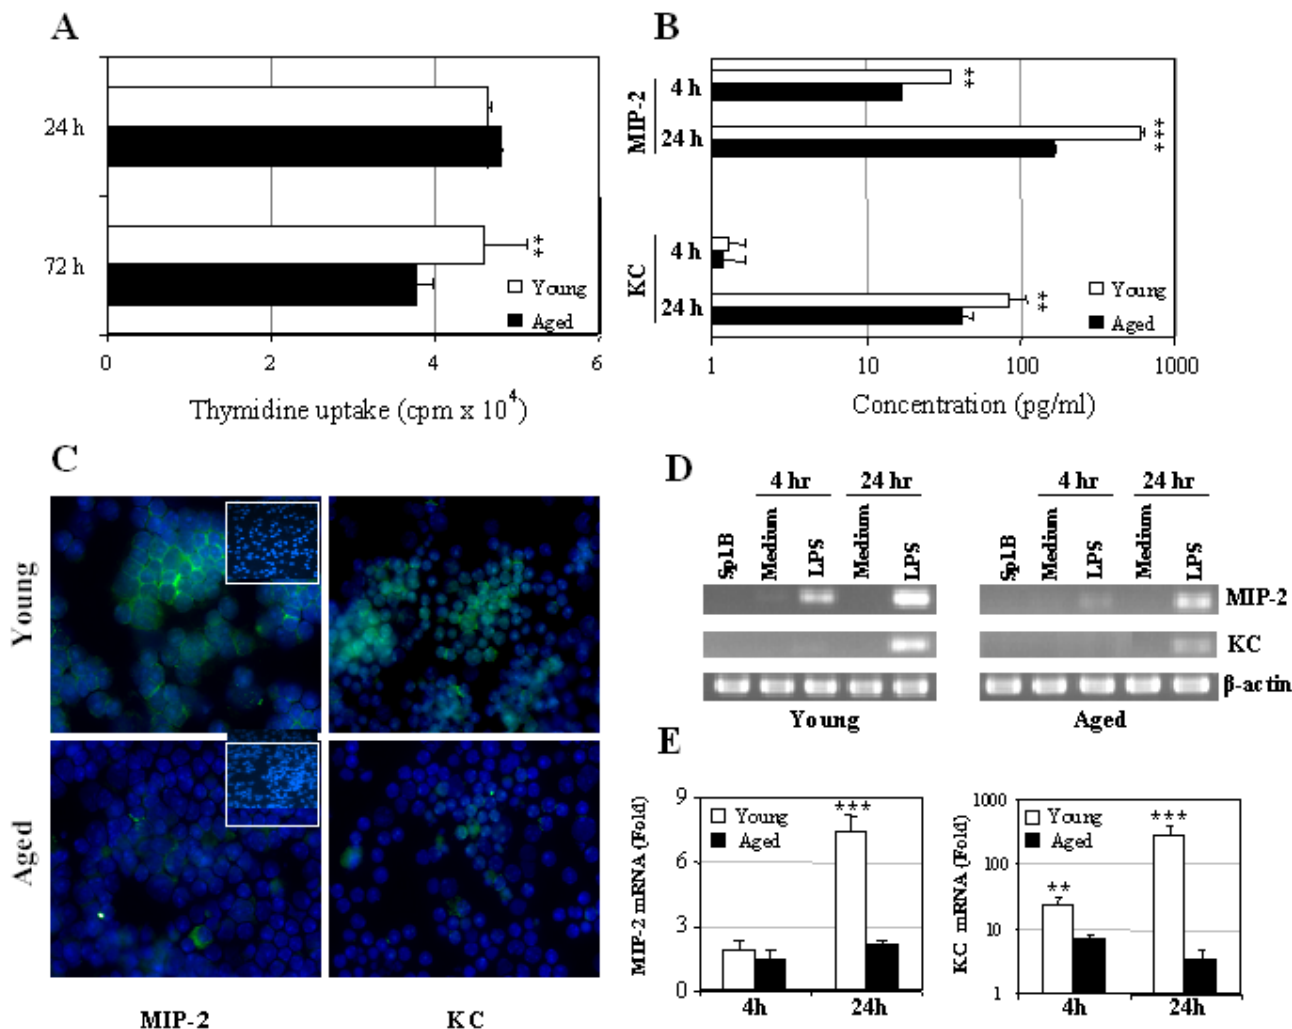 A
24 h
72 h
**
Young
Aged
0 2 4 6
Thymidine uptake (cpm x 10^4)
B
MIP-2
4 h
**
24 h
***
KC
4 h
24 h
**
Young
Aged
1 10 100 1000
Concentration (pg/ml)
C
Young
Aged
MIP-2 KC
D
4 hr 24 hr 4 hr 24 hr
Spl.B Medium LPS Medium LPS Spl.B Medium LPS Medium LPS
MIP-2
KC
β-actin
Young Aged
E
MIP-2 mRNA (Fold)
9
6
3
0
Young
Aged
***
4h 24h
KC mRNA (Fold)
1000
100
10
1
Young
Aged
**
***
4h 24h